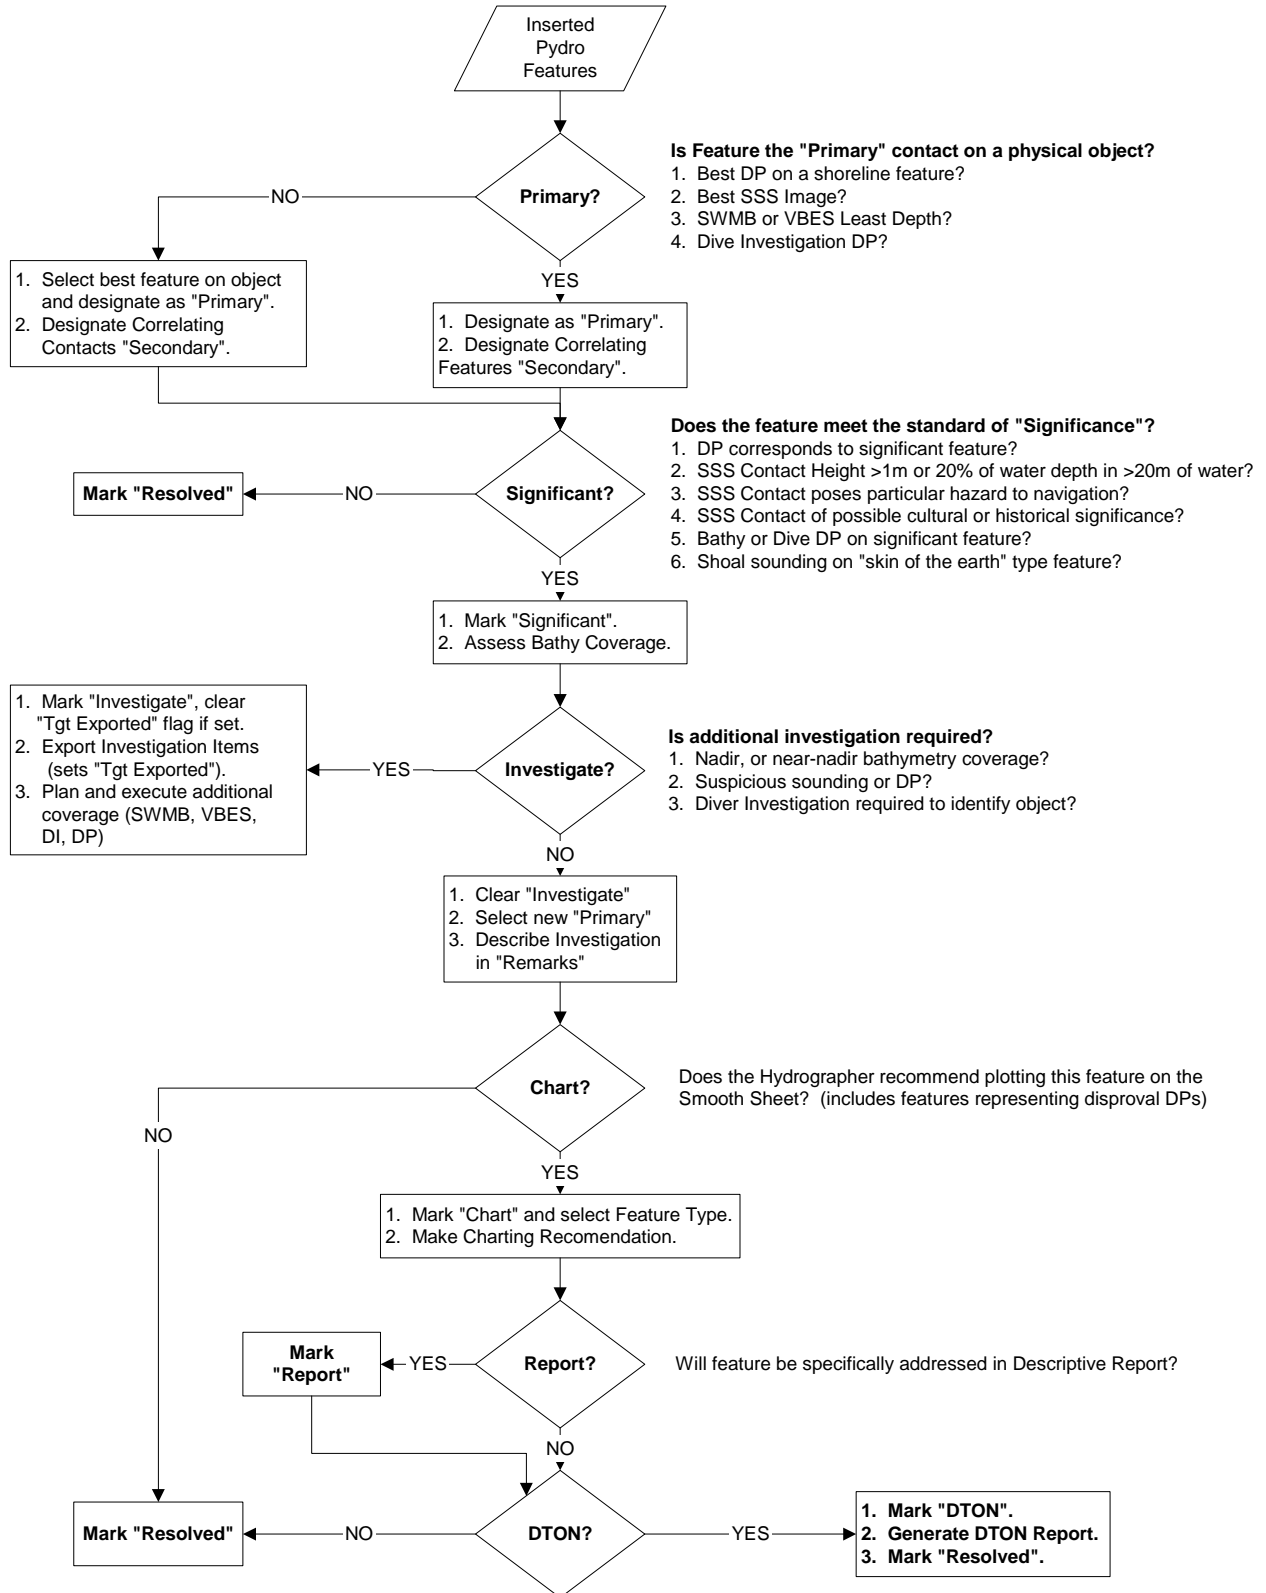 Inserted
Pydro
Features
Primary?
Is Feature the "Primary" contact on a physical object?
1. Best DP on a shoreline feature?
2. Best SSS Image?
3. SWMB or VBES Least Depth?
4. Dive Investigation DP?
NO
YES
1. Select best feature on object
and designate as "Primary".
2. Designate Correlating
Contacts "Secondary".
1. Designate as "Primary".
2. Designate Correlating
Features "Secondary".
Significant?
Does the feature meet the standard of "Significance"?
1. DP corresponds to significant feature?
2. SSS Contact Height >1m or 20% of water depth in >20m of water?
3. SSS Contact poses particular hazard to navigation?
4. SSS Contact of possible cultural or historical significance?
5. Bathy or Dive DP on significant feature?
6. Shoal sounding on "skin of the earth" type feature?
NO
Mark "Resolved"
YES
1. Mark "Significant".
2. Assess Bathy Coverage.
Investigate?
Is additional investigation required?
1. Nadir, or near-nadir bathymetry coverage?
2. Suspicious sounding or DP?
3. Diver Investigation required to identify object?
YES
1. Mark "Investigate", clear
"Tgt Exported" flag if set.
2. Export Investigation Items
(sets "Tgt Exported").
3. Plan and execute additional
coverage (SWMB, VBES,
DI, DP)
NO
1. Clear "Investigate"
2. Select new "Primary"
3. Describe Investigation
in "Remarks"
Chart?
Does the Hydrographer recommend plotting this feature on the
Smooth Sheet? (includes features representing disproval DPs)
NO
YES
1. Mark "Chart" and select Feature Type.
2. Make Charting Recomendation.
Report?
Will feature be specifically addressed in Descriptive Report?
YES
Mark
"Report"
NO
DTON?
NO
Mark "Resolved"
YES
1. Mark "DTON".
2. Generate DTON Report.
3. Mark "Resolved".